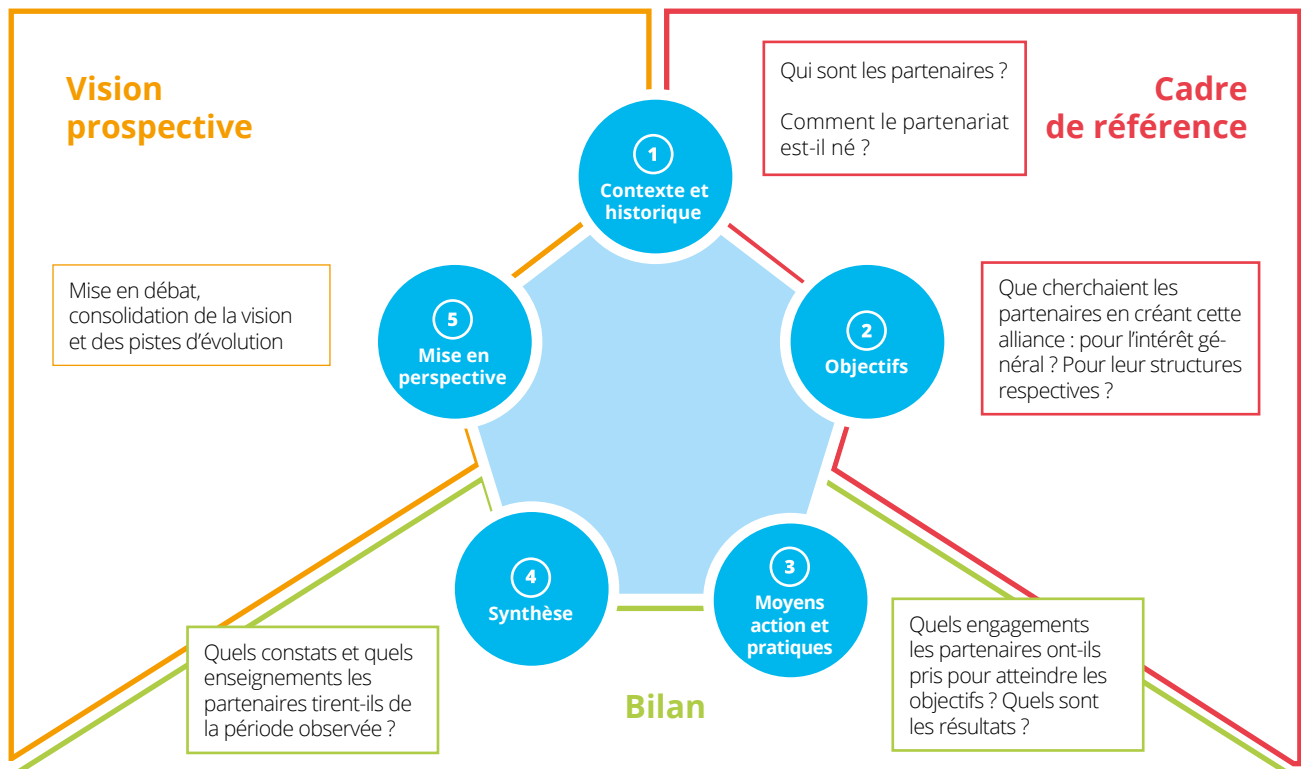 Vision
prospective
Cadre
de référence
Qui sont les partenaires ?
Comment le partenariat
est-il né ?
1
Contexte et
historique
2
Objectifs
Que cherchaient les
partenaires en créant cette
alliance : pour l’intérêt gé-
néral ? Pour leur structures
respectives ?
3
Moyens
action et
pratiques
Quels engagements
les partenaires ont-ils
pris pour atteindre les
objectifs ? Quels sont
les résultats ?
Bilan
4
Synthèse
Quels constats et quels
enseignements les
partenaires tirent-ils de
la période observée ?
5
Mise en
perspective
Mise en débat,
consolidation de la vision
et des pistes d’évolution